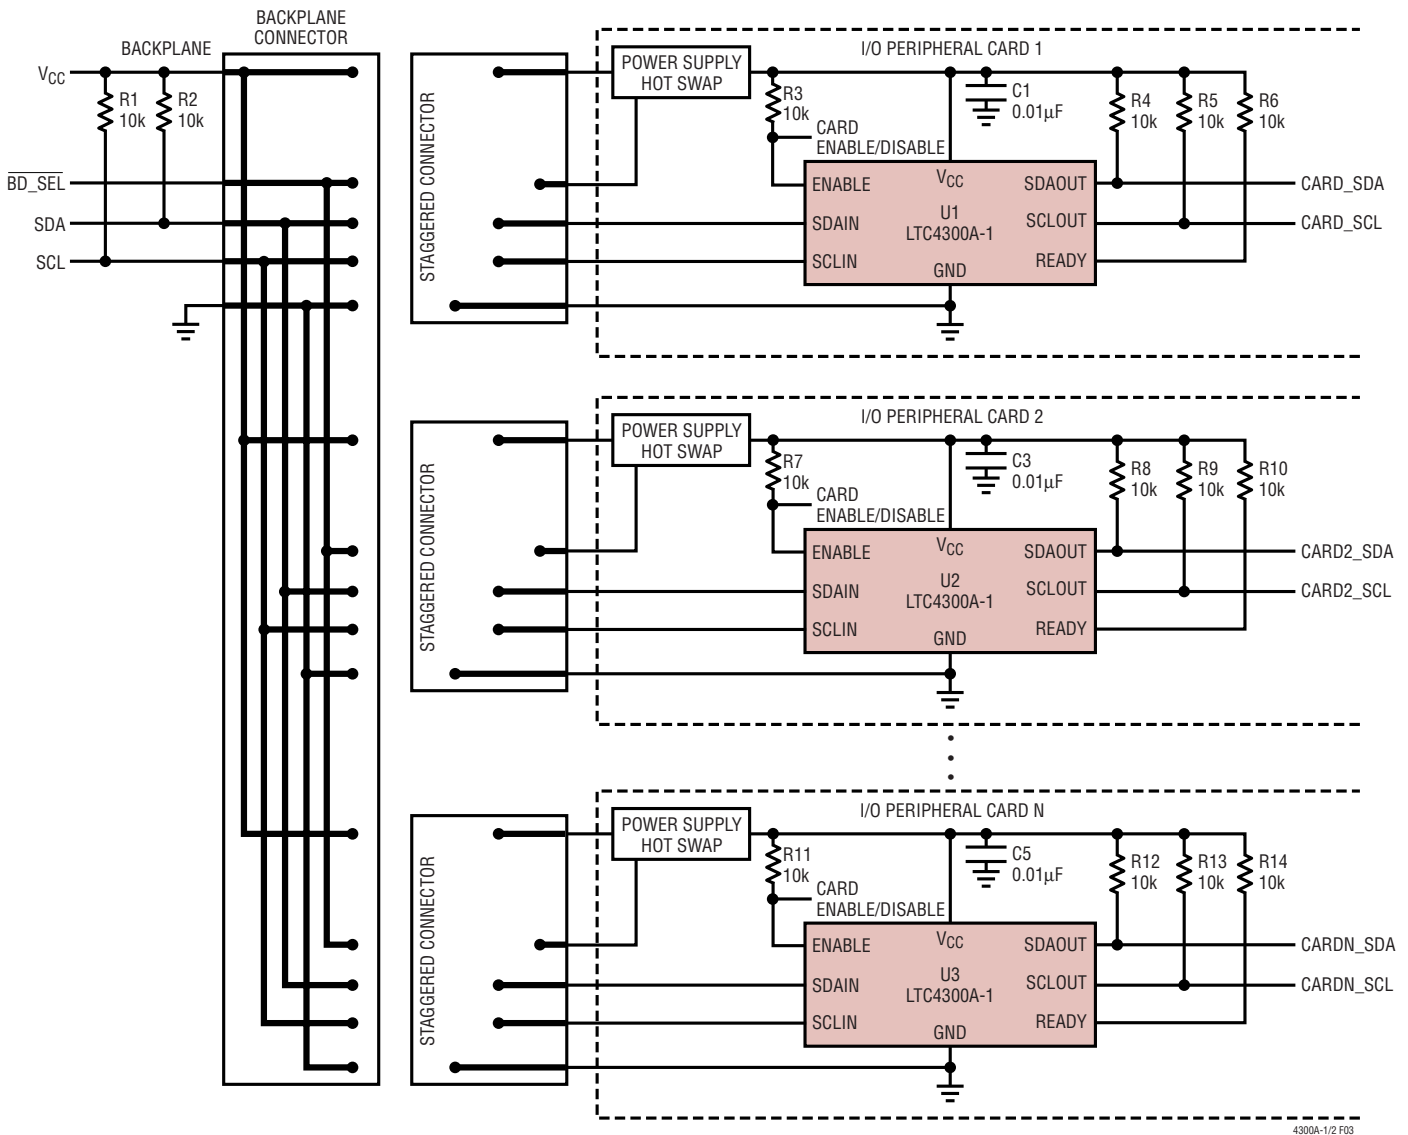 BACKPLANE
CONNECTOR
BACKPLANE
VCC
R1
10k
R2
10k
BD_SEL
SDA
SCL
STAGGERED CONNECTOR
POWER SUPPLY
HOT SWAP
I/O PERIPHERAL CARD 1
R3
10k
CARD
ENABLE/DISABLE
C1
0.01µF
R4
10k
R5
10k
R6
10k
ENABLE
VCC
SDAOUT
CARD_SDA
SDAIN
U1
LTC4300A-1
SCLOUT
CARD_SCL
SCLIN
GND
READY
STAGGERED CONNECTOR
POWER SUPPLY
HOT SWAP
I/O PERIPHERAL CARD 2
R7
10k
CARD
ENABLE/DISABLE
C3
0.01µF
R8
10k
R9
10k
R10
10k
ENABLE
VCC
SDAOUT
CARD2_SDA
SDAIN
U2
LTC4300A-1
SCLOUT
CARD2_SCL
SCLIN
GND
READY
STAGGERED CONNECTOR
POWER SUPPLY
HOT SWAP
I/O PERIPHERAL CARD N
R11
10k
CARD
ENABLE/DISABLE
C5
0.01µF
R12
10k
R13
10k
R14
10k
ENABLE
VCC
SDAOUT
CARDN_SDA
SDAIN
U3
LTC4300A-1
SCLOUT
CARDN_SCL
SCLIN
GND
READY
4300A-1/2 F03